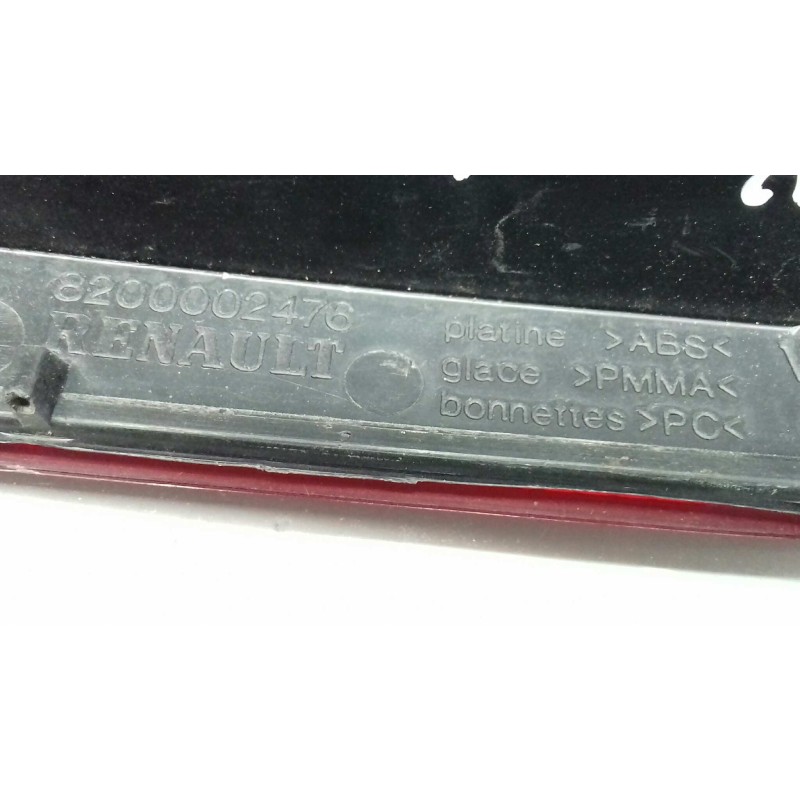 8200002476
RENAULT
platine >ABS<
glace >PMMA<
bonnettes >PC<